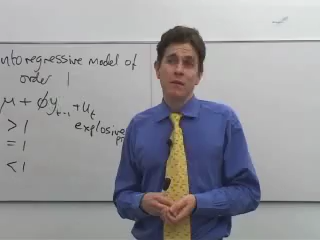 utoregressive model of
order 1
μ + ϕy_{t-1} + u_t
> 1 explosive
= 1
< 1